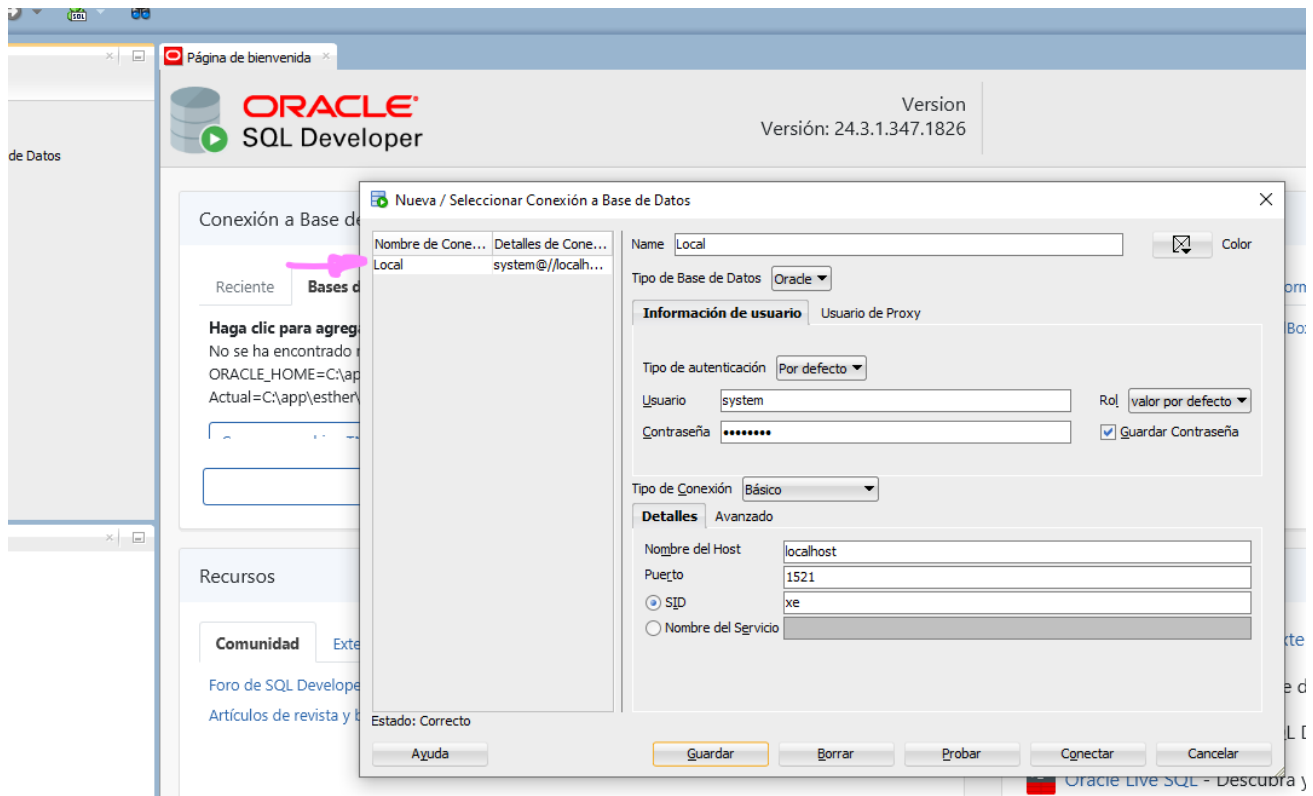 SQL
Página de bienvenida
de Datos
ORACLE
SQL Developer
Version
Versión: 24.3.1.347.1826
Conexión a Base de
Reciente Bases d
Haga clic para agrega
No se ha encontrado
ORACLE_HOME=C:\ap
Actual=C:\app\esther\
Recursos
Comunidad Exte
Foro de SQL Develope
Artículos de revista y b
Nueva / Seleccionar Conexión a Base de Datos
Nombre de Cone... Detalles de Cone...
Local system@//localh...
Name Local Color
Tipo de Base de Datos Oracle
Información de usuario Usuario de Proxy
Tipo de autenticación Por defecto
Usuario system Rol valor por defecto
Contraseña •••••••• Guardar Contraseña
Tipo de Conexión Básico
Detalles Avanzado
Nombre del Host localhost
Puerto 1521
SID xe
Nombre del Servicio
Estado: Correcto
Ayuda Guardar Borrar Probar Conectar Cancelar
Oracle Live SQL - Descubra y